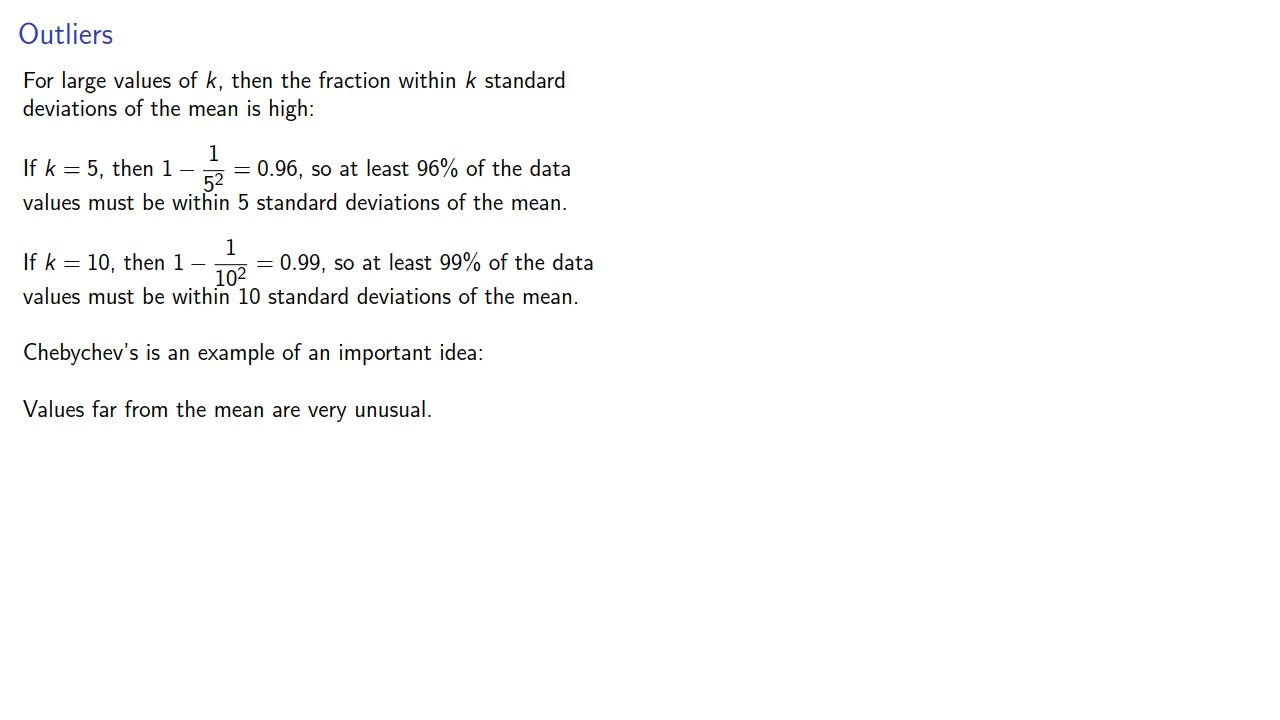 Outliers
For large values of k, then the fraction within k standard
deviations of the mean is high:
If k = 5, then 1 − 1/5² = 0.96, so at least 96% of the data
values must be within 5 standard deviations of the mean.
If k = 10, then 1 − 1/10² = 0.99, so at least 99% of the data
values must be within 10 standard deviations of the mean.
Chebychev's is an example of an important idea:
Values far from the mean are very unusual.